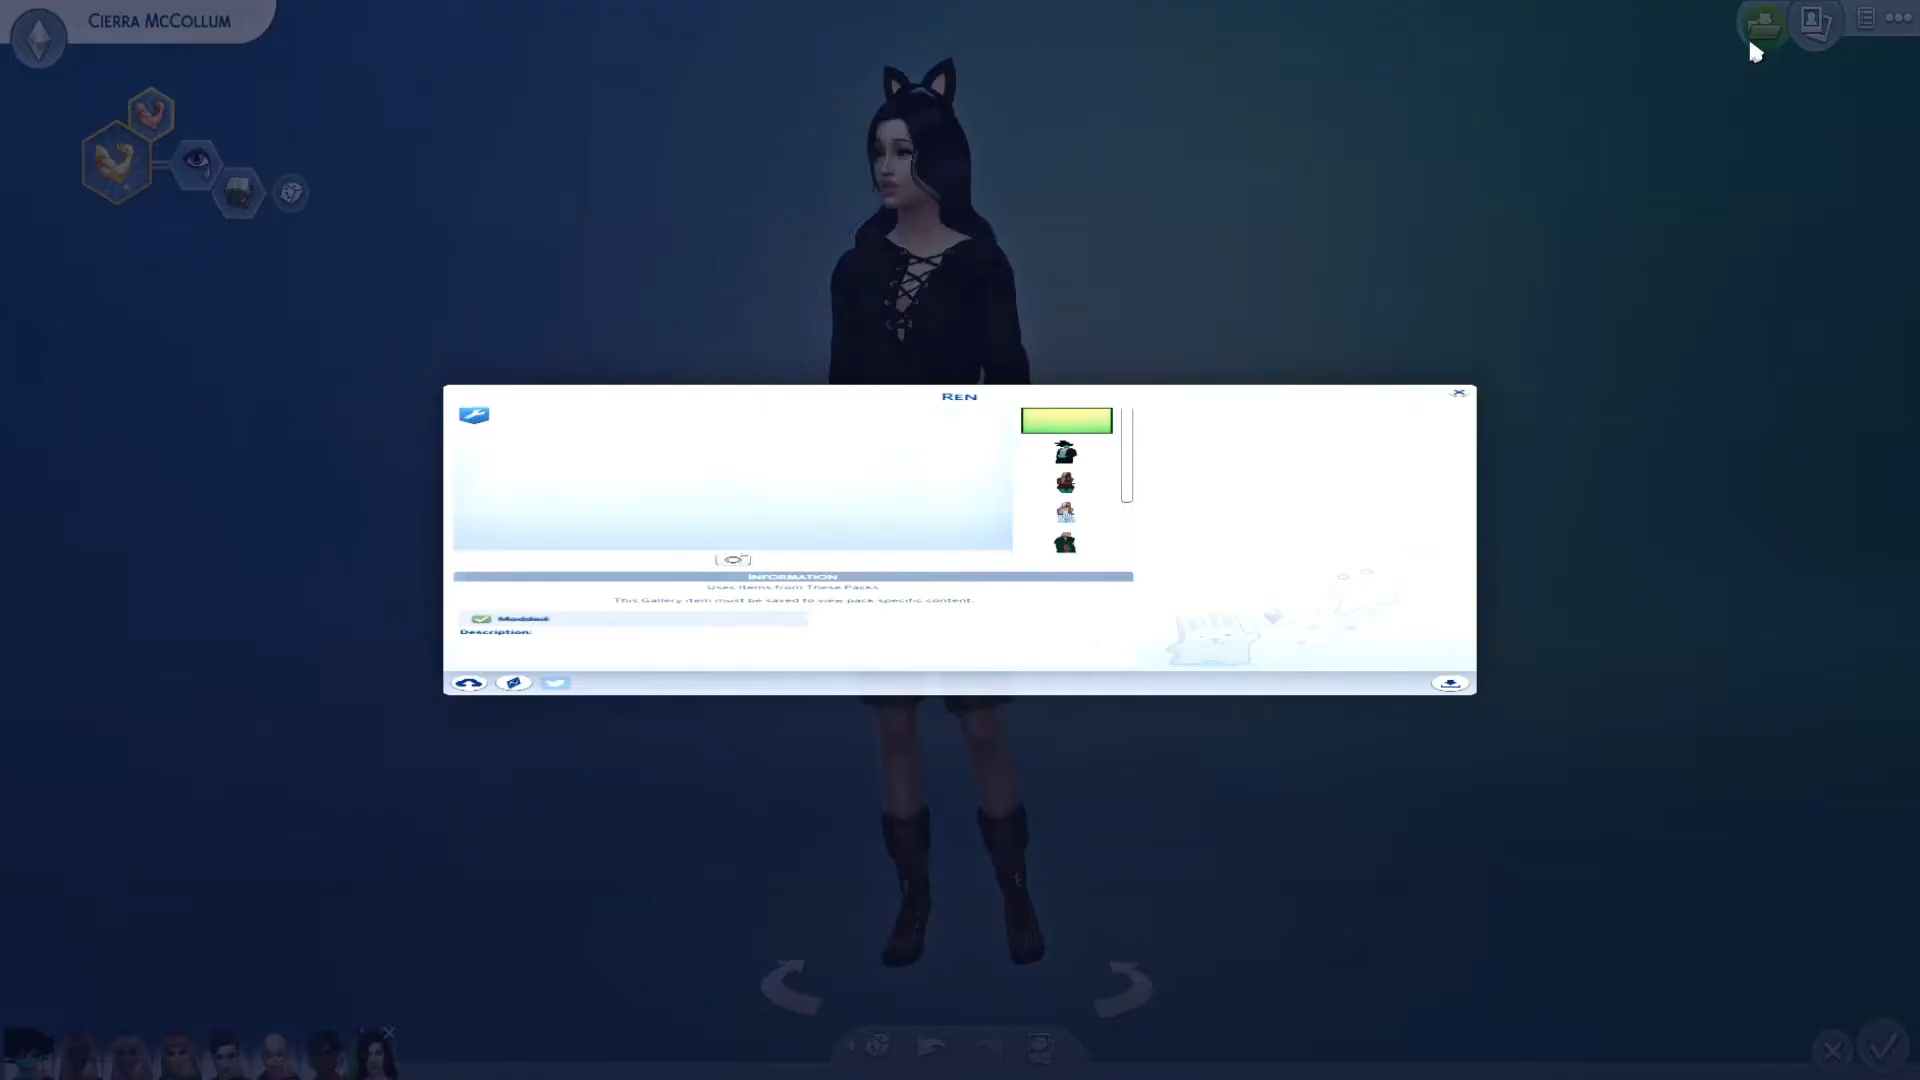 CIERRA MCCOLLUM
REN
INFORMATION
Uses Items from These Packs
This Gallery item must be saved to view pack specific content.
Modded
Description: